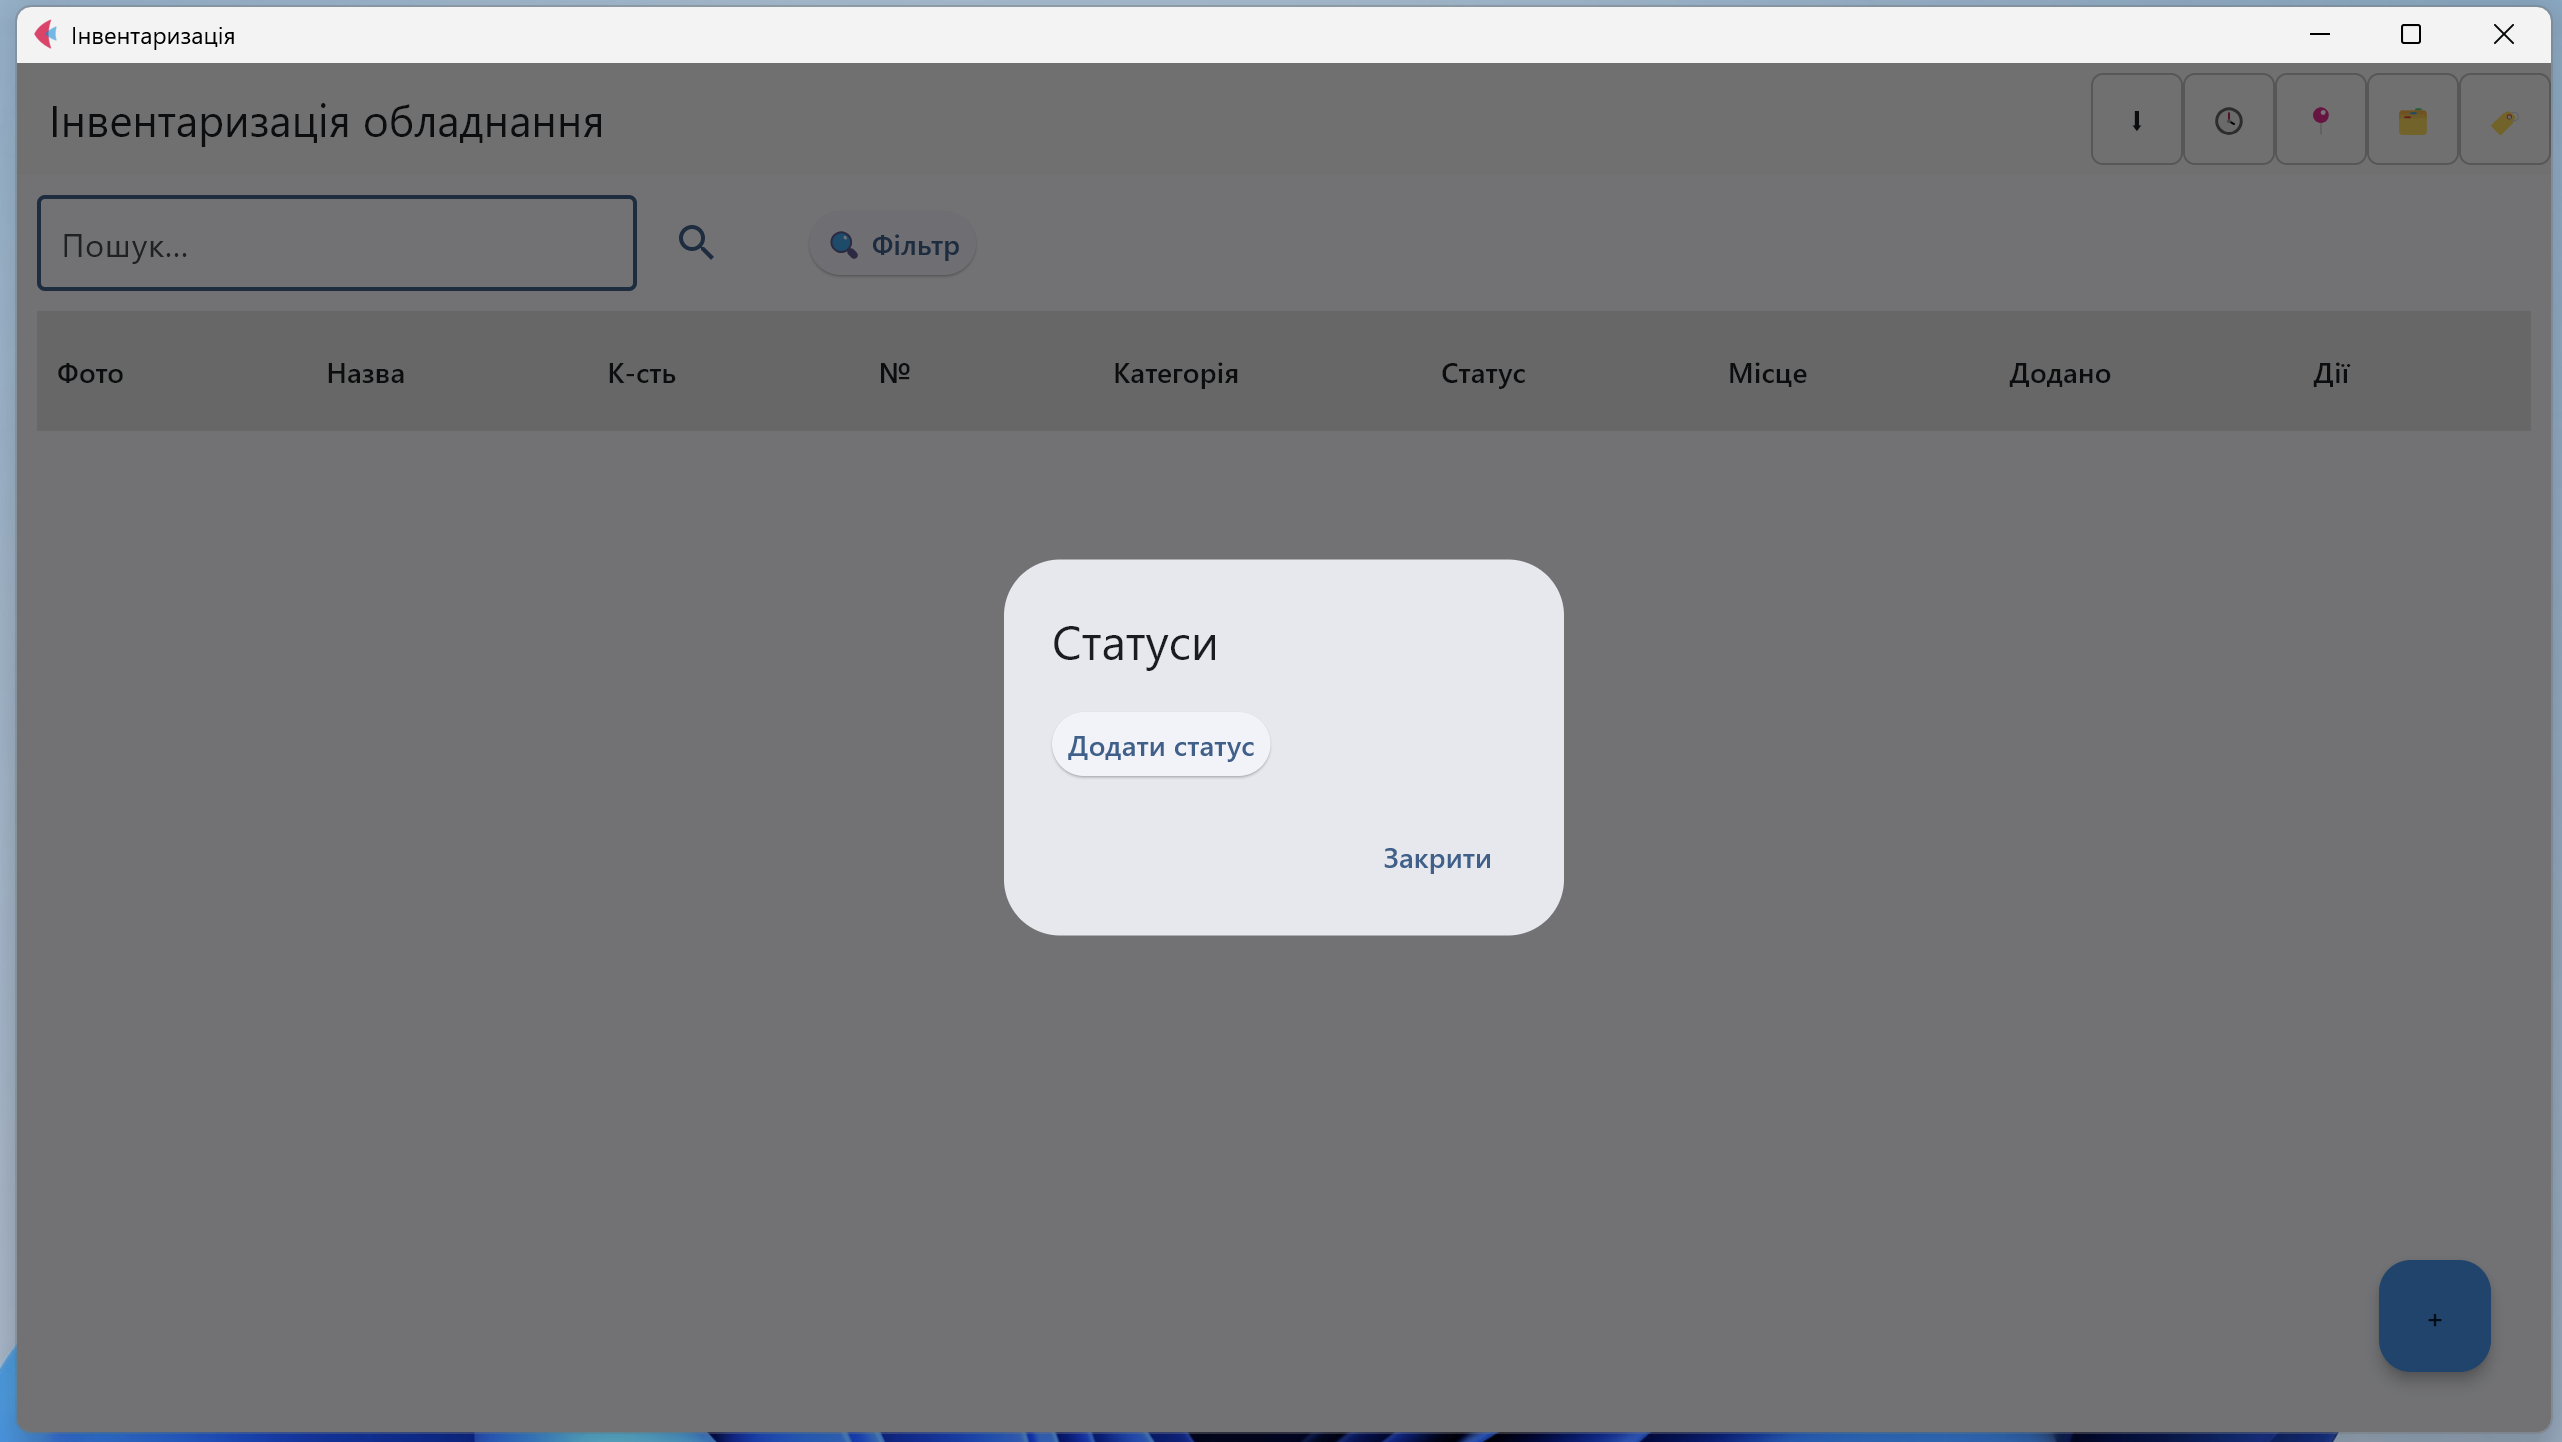 Інвентаризація
Інвентаризація обладнання
Пошук...
Фільтр
Фото Назва К-сть № Категорія Статус Місце Додано Дії
Статуси
Додати статус
Закрити
+